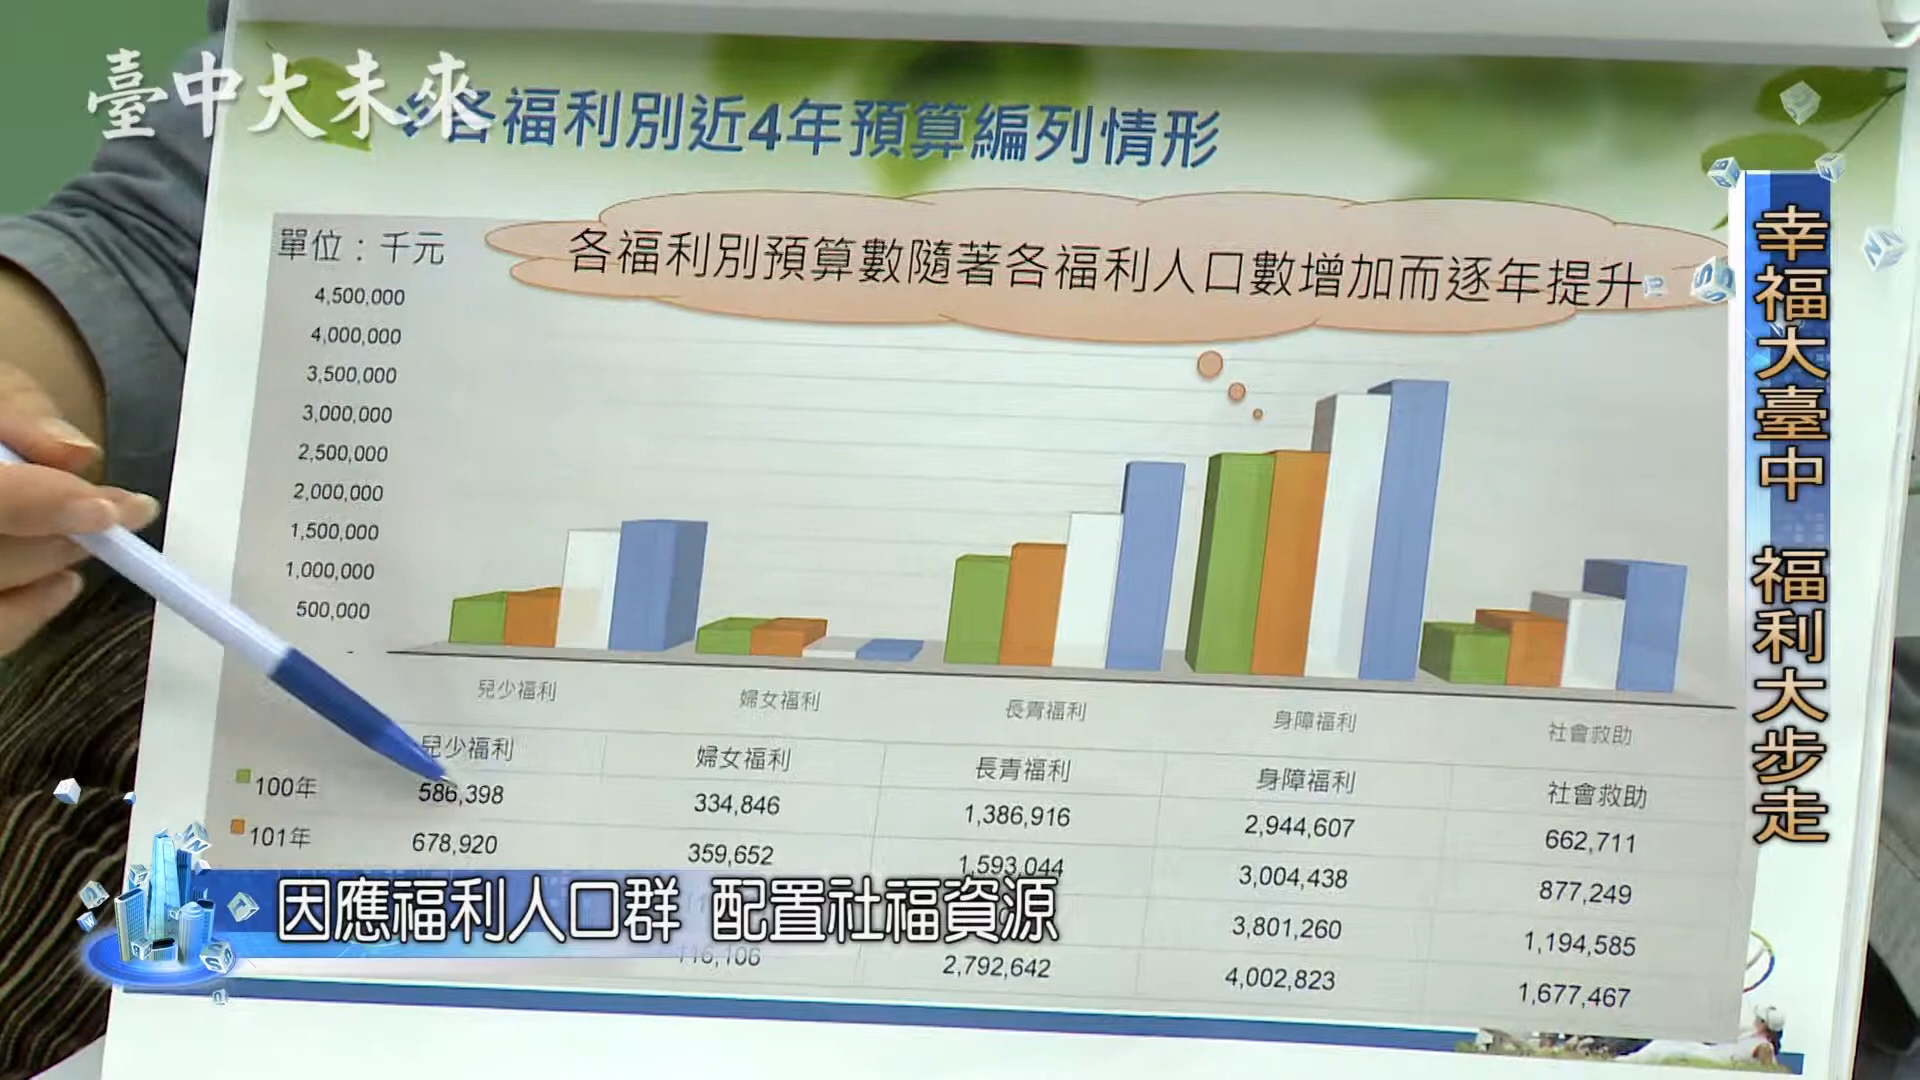 臺中大未來
各福利別近4年預算編列情形
單位：千元
各福利別預算數隨著各福利人口數增加而逐年提升
4,500,000
4,000,000
3,500,000
3,000,000
2,500,000
2,000,000
1,500,000
1,000,000
500,000
-
兒少福利 婦女福利 長青福利 身障福利 社會救助
兒少福利 婦女福利 長青福利 身障福利 社會救助
100年 586,398 334,846 1,386,916 2,944,607 662,711
101年 678,920 359,652 1,593,044 3,004,438 877,249
3,801,260 1,194,585
116,106 2,792,642 4,002,823 1,677,467
因應福利人口群 配置社福資源
幸福大臺中 福利大步走